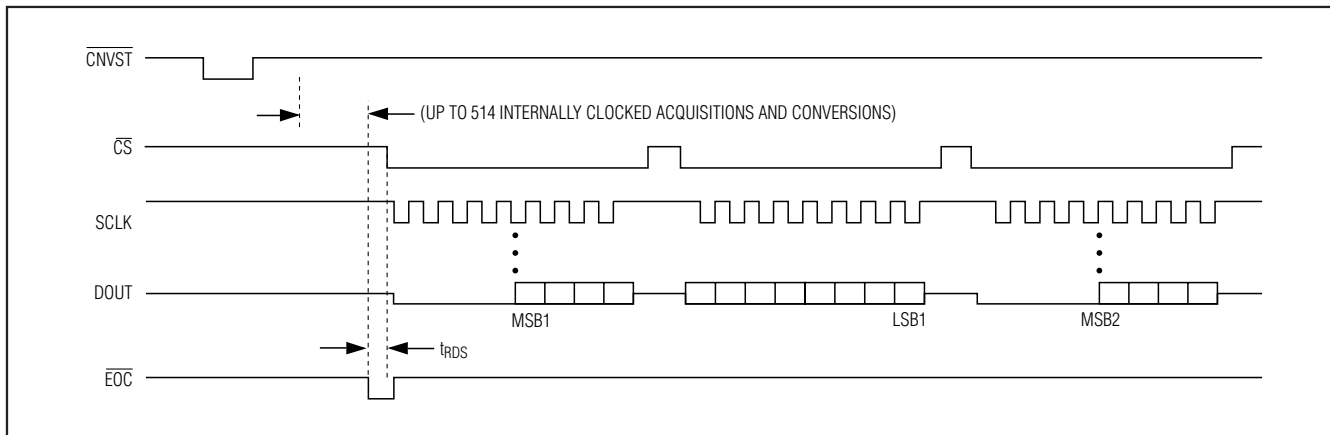 CNVST
(UP TO 514 INTERNALLY CLOCKED ACQUISITIONS AND CONVERSIONS)
CS
SCLK
DOUT
MSB1
LSB1
MSB2
tRDS
EOC